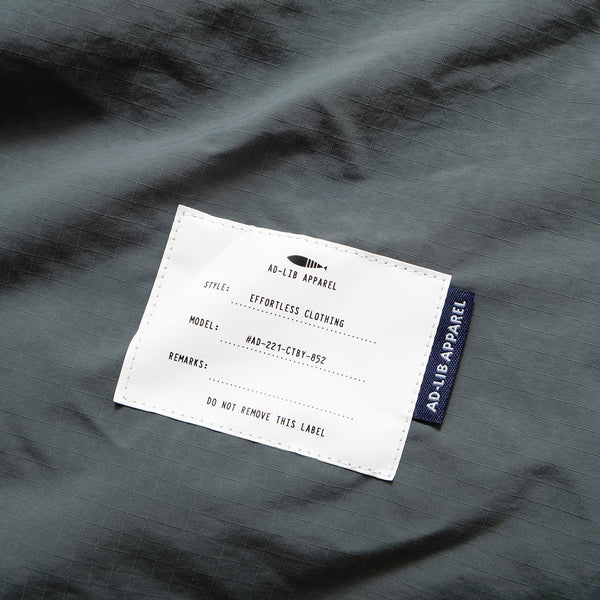 AD-LIB APPAREL
STYLE: EFFORTLESS CLOTHING
MODEL: #AD-221-CTBY-852
REMARKS:
DO NOT REMOVE THIS LABEL
AD-LIB APPAREL